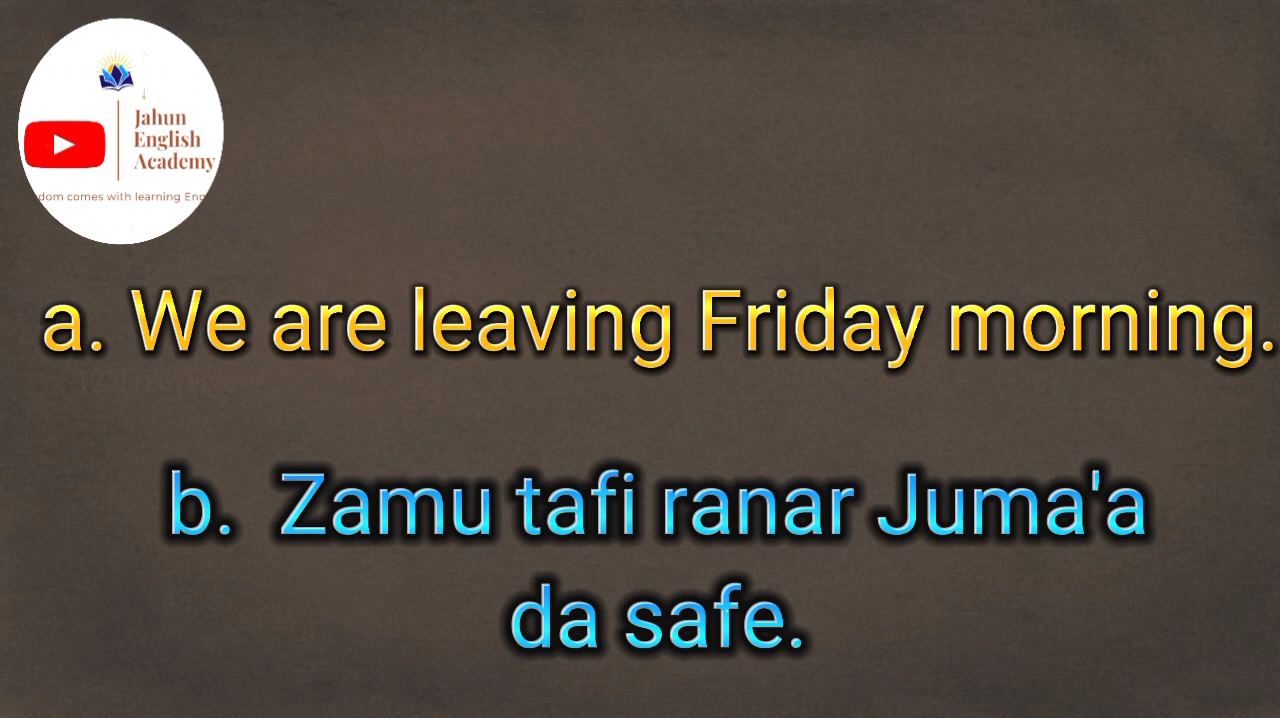 Jahun
English
Academy
dom comes with learning Eng
a. We are leaving Friday morning.
b. Zamu tafi ranar Juma'a
da safe.